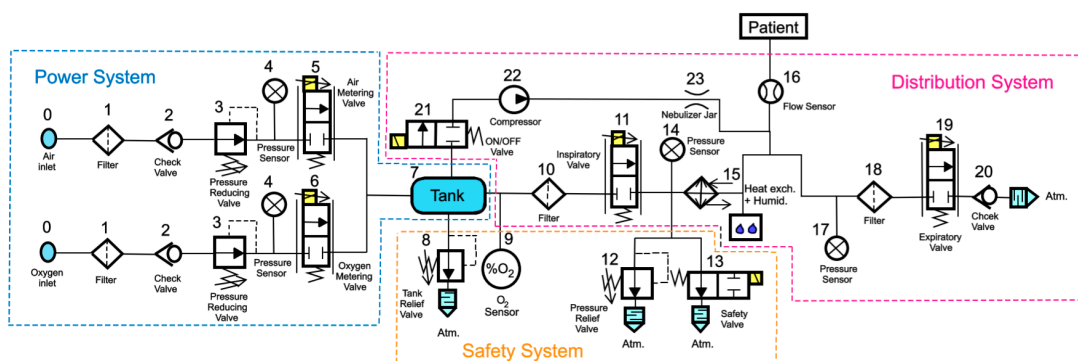 Patient
Power System
Distribution System
4
5
Air
Metering
Valve
22
23
16
Flow Sensor
0
1
2
3
21
Compressor
Nebulizer Jar
11
14
19
Air
inlet
Filter
Check
Valve
Pressure
Reducing
Valve
Pressure
Sensor
ON/OFF
Valve
Inspiratory
Valve
Pressure
Sensor
4
6
7
Tank
10
Filter
15
Heat exch.
+ Humid.
18
Filter
20
Chcek
Valve
Atm.
Expiratory
Valve
17
Pressure
Sensor
0
1
2
3
Oxygen
inlet
Filter
Check
Valve
Pressure
Reducing
Valve
Pressure
Sensor
Oxygen
Metering
Valve
8
9
%O2
O2
Sensor
Tank
Relief
Valve
Atm.
12
13
Pressure
Relief
Valve
Safety
Valve
Atm.
Atm.
Safety System